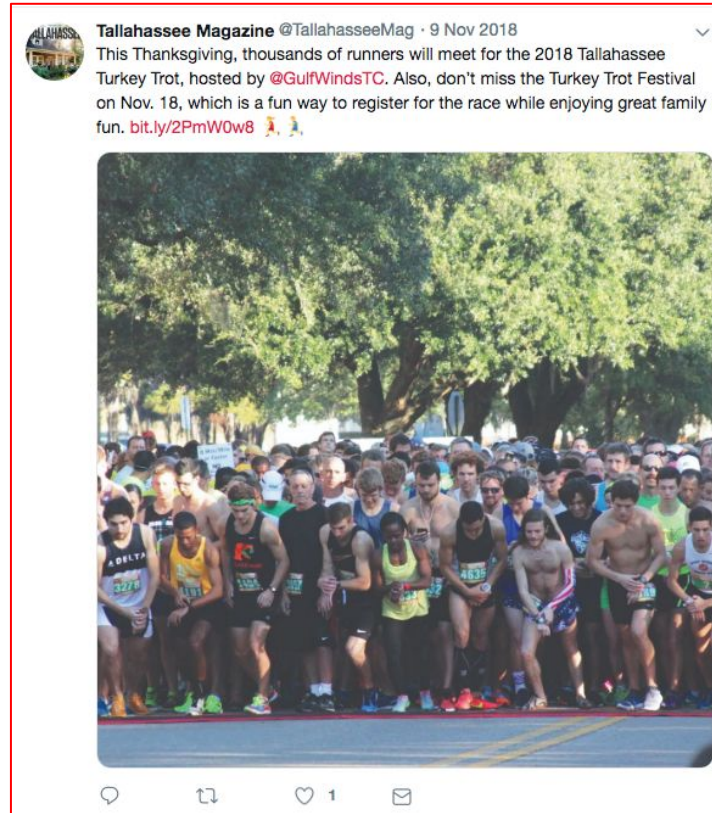 Tallahassee Magazine @TallahasseeMag · 9 Nov 2018
This Thanksgiving, thousands of runners will meet for the 2018 Tallahassee
Turkey Trot, hosted by @GulfWindsTC. Also, don't miss the Turkey Trot Festival
on Nov. 18, which is a fun way to register for the race while enjoying great family
fun. bit.ly/2PmW0w8
DELTA
3278
4635
1